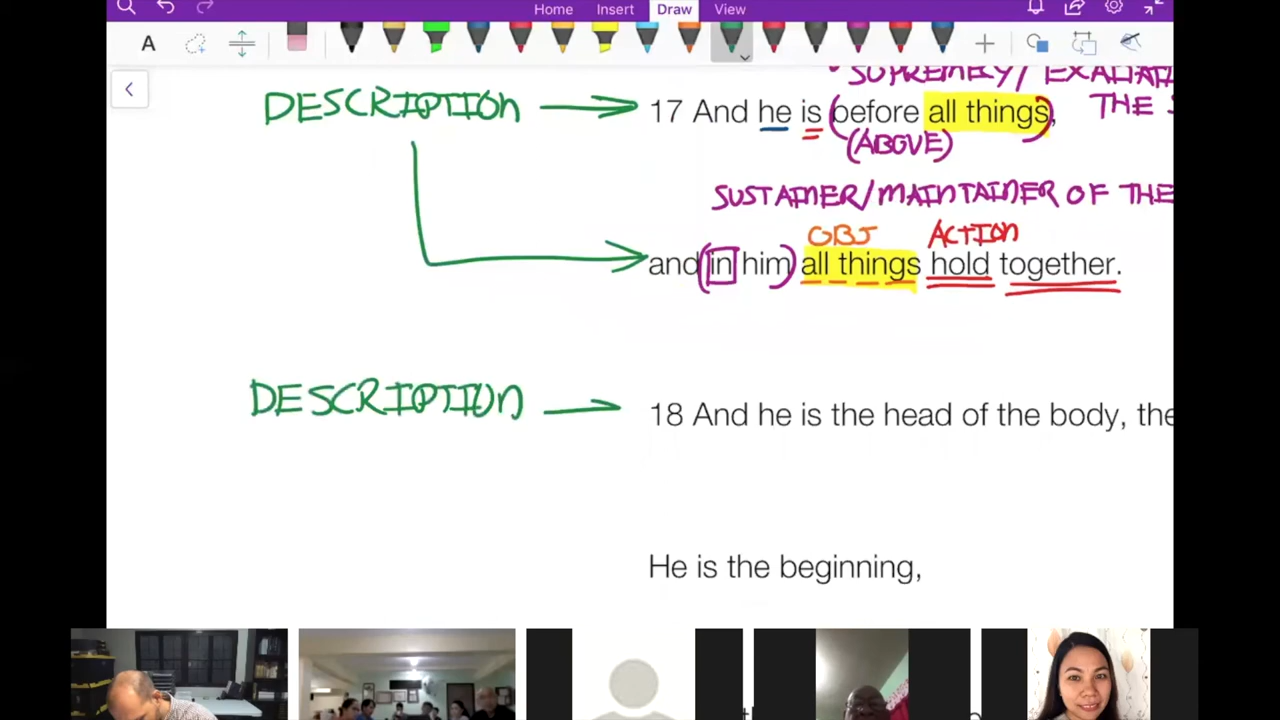 Home Insert Draw View
A
SUPREMELY/
THE
DESCRIPTION 17 And he is (before all things),
(ABOVE)
SUSTAINER/MAINTAINER OF THE
OBJ ACTION
and (in him) all things hold together.
DESCRIPTION 18 And he is the head of the body, the
He is the beginning,